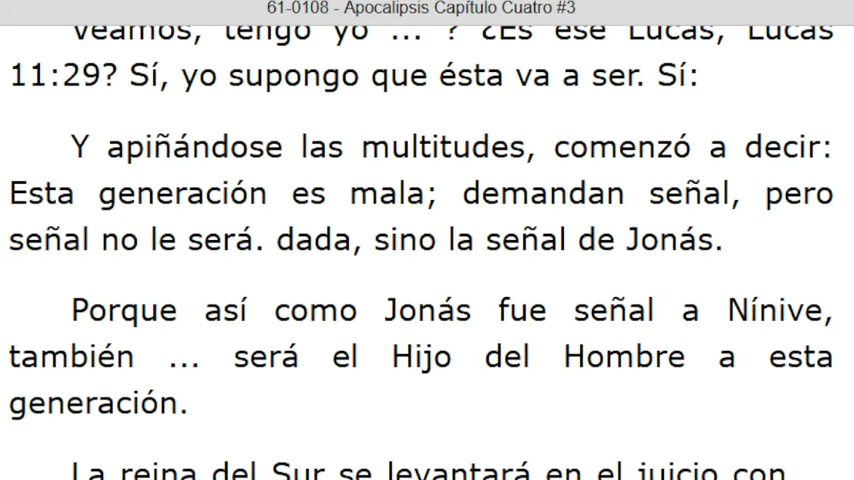 61-0108 - Apocalipsis Capítulo Cuatro #3
Veamos, tengo yo ... ? ¿Es ese Lucas, Lucas
11:29? Sí, yo supongo que ésta va a ser. Sí:
Y apiñándose las multitudes, comenzó a decir:
Esta generación es mala; demandan señal, pero
señal no le será. dada, sino la señal de Jonás.
Porque así como Jonás fue señal a Nínive,
también ... será el Hijo del Hombre a esta
generación.
La reina del Sur se levantará en el juicio con